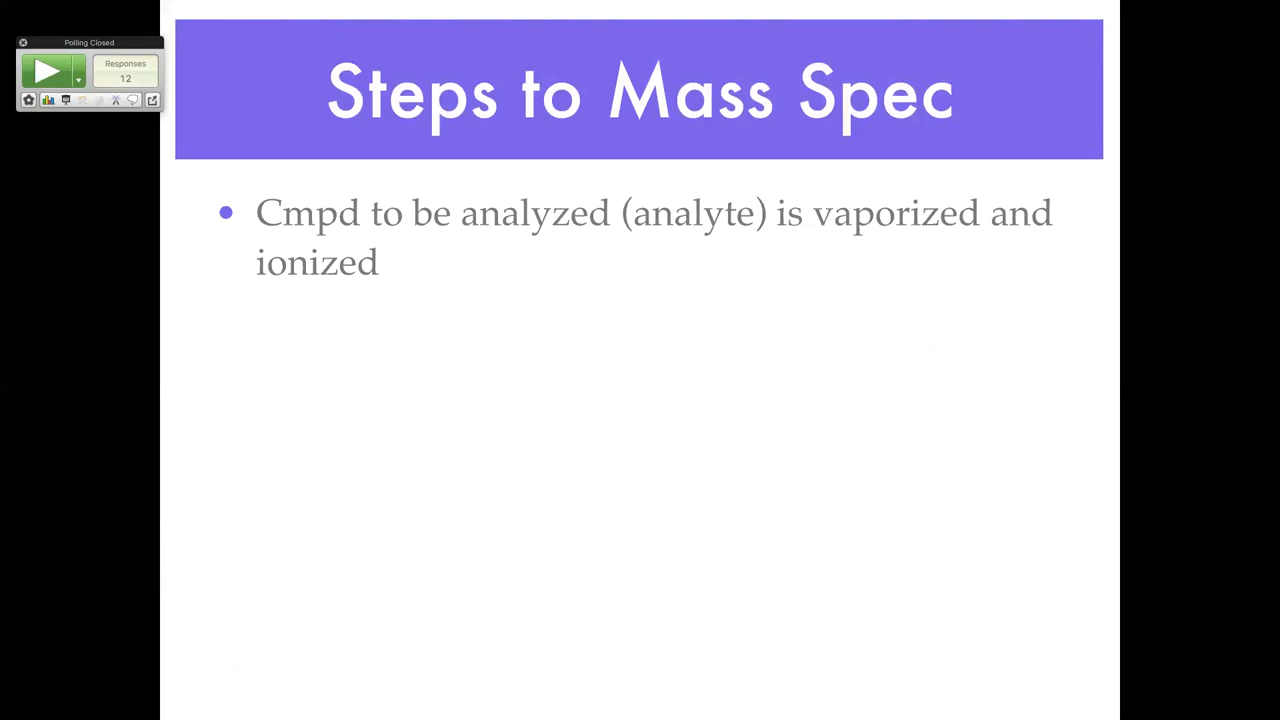 Polling Closed
Responses
12
Steps to Mass Spec
• Cmpd to be analyzed (analyte) is vaporized and
ionized